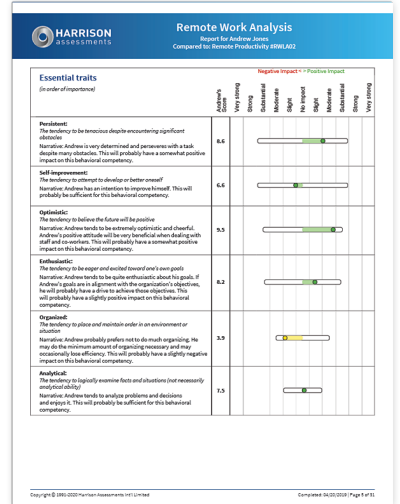 HARRISON
assessments
Remote Work Analysis
Report for Andrew Jones
Compared to: Remote Productivity #RWLA02
Essential traits
(in order of importance)
Andrew's
Score
Negative Impact = = Positive Impact
Very strong
Strong
Substantial
Moderate
Slight
No impact
Slight
Moderate
Substantial
Strong
Very strong
Persistent:
The tendency to be tenacious despite encountering significant
obstacles
Narrative: Andrew is very determined and perseveres with a task
despite many obstacles. This will probably have a somewhat positive
impact on this behavioral competency.
8.6
Self-improvement:
The tendency to attempt to develop or better oneself
Narrative: Andrew has an intention to improve himself. This will
probably be sufficient for this behavioral competency.
6.6
Optimistic:
The tendency to believe the future will be positive
Narrative: Andrew tends to be extremely optimistic and cheerful.
Andrew's positive attitude will be very beneficial when dealing with
staff and co-workers. This will probably have a somewhat positive
impact on this behavioral competency.
9.5
Enthusiastic:
The tendency to be eager and excited toward one's own goals
Narrative: Andrew tends to be quite enthusiastic about his goals. If
Andrew's goals are in alignment with the organization's objectives,
he will probably have a drive to achieve those objectives. This
will probably have a slightly positive impact on this behavioral
competency.
8.2
Organized:
The tendency to place and maintain order in an environment or
situation
Narrative: Andrew probably prefers not to do much organizing. He
may do the minimum amount of organizing necessary and may
occasionally lose efficiency. This will probably have a slightly negative
impact on this behavioral competency.
3.9
Analytical:
The tendency to logically examine facts and situations (not necessarily
analytical ability)
Narrative: Andrew tends to analyze problems and decisions
and enjoys it. This will probably be sufficient for this behavioral
competency.
7.5
Copyright © 1991-2020 Harrison Assessments Int'l Limited
Completed: 04/03/2019 | Page 5 of 31